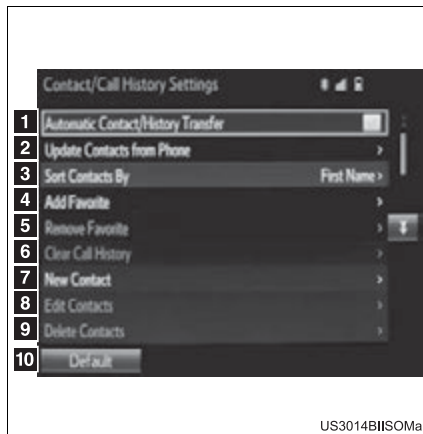 Contact/Call History Settings
1 Automatic Contact/History Transfer
2 Update Contacts from Phone
3 Sort Contacts By First Name
4 Add Favorite
5 Remove Favorite
6 Clear Call History
7 New Contact
8 Edit Contacts
9 Delete Contacts
10 Default
US3014BIISOMa